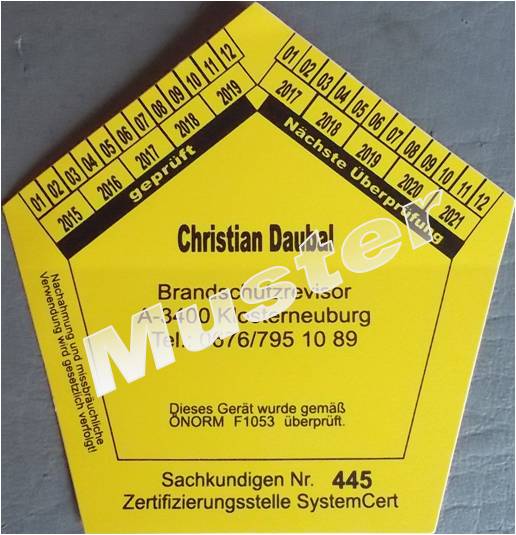 01 02 03 04 05 06 07 08 09 10 11 12
2015 2016 2017 2018 2019
geprüft
01 02 03 04 05 06 07 08 09 10 11 12
2017 2018 2019 2020 2021
Nächste Überprüfung
Christian Daubal
Brandschutzrevisor
A-3400 Klosterneuburg
Tel.: 0676/795 10 89
Muster
Dieses Gerät wurde gemäß
ÖNORM F1053 überprüft.
Nachahmung und missbräuchliche
Verwendung wird gesetzlich verfolgt!
Sachkundigen Nr. 445
Zertifizierungsstelle SystemCert